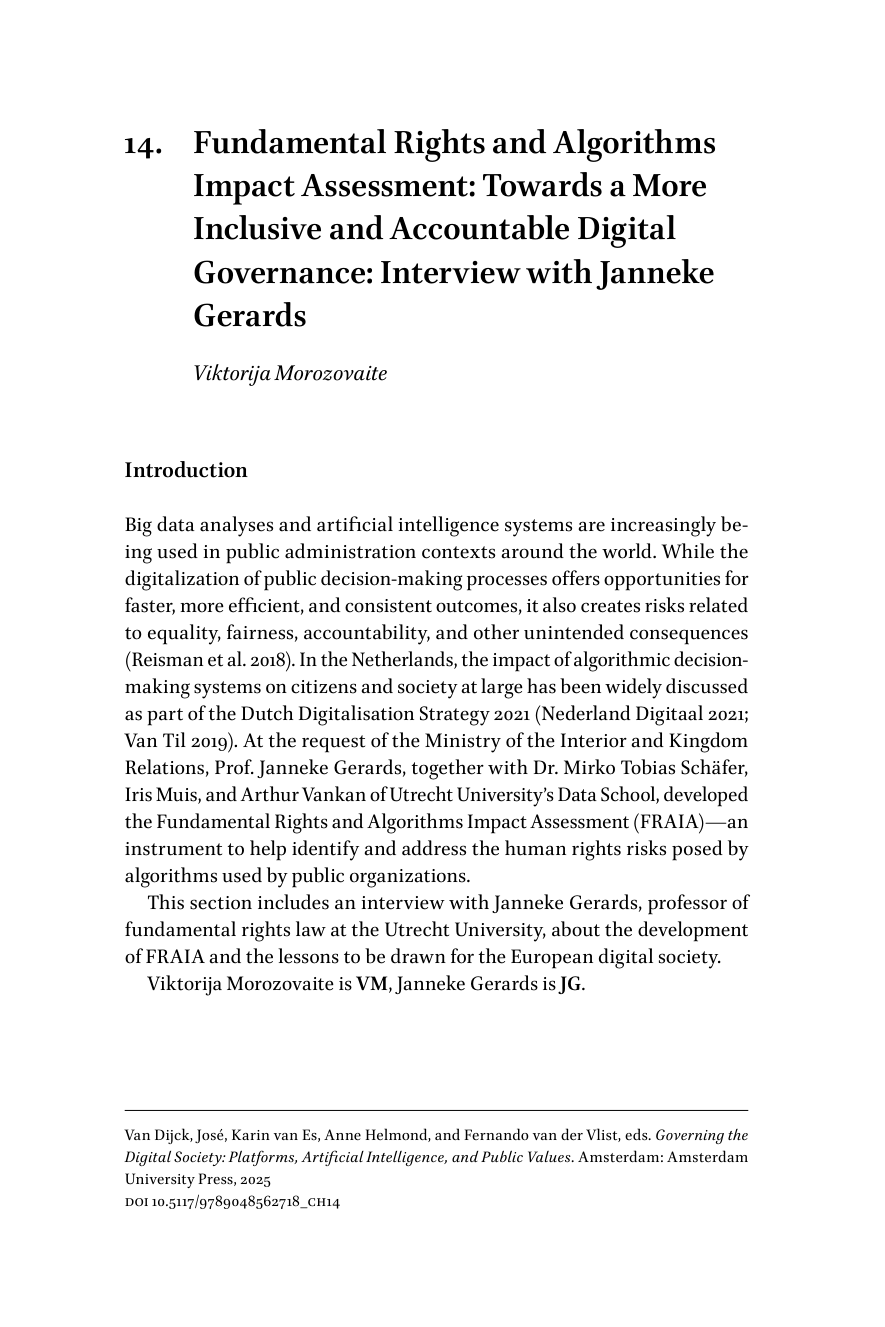 14. Fundamental Rights and Algorithms
Impact Assessment: Towards a More
Inclusive and Accountable Digital
Governance: Interview with Janneke
Gerards
Viktorija Morozovaite
Introduction
Big data analyses and artificial intelligence systems are increasingly be-
ing used in public administration contexts around the world. While the
digitalization of public decision-making processes offers opportunities for
faster, more efficient, and consistent outcomes, it also creates risks related
to equality, fairness, accountability, and other unintended consequences
(Reisman et al. 2018). In the Netherlands, the impact of algorithmic decision-
making systems on citizens and society at large has been widely discussed
as part of the Dutch Digitalisation Strategy 2021 (Nederland Digitaal 2021;
Van Til 2019). At the request of the Ministry of the Interior and Kingdom
Relations, Prof. Janneke Gerards, together with Dr. Mirko Tobias Schäfer,
Iris Muis, and Arthur Vankan of Utrecht University's Data School, developed
the Fundamental Rights and Algorithms Impact Assessment (FRAIA)—an
instrument to help identify and address the human rights risks posed by
algorithms used by public organizations.
This section includes an interview with Janneke Gerards, professor of
fundamental rights law at the Utrecht University, about the development
of FRAIA and the lessons to be drawn for the European digital society.
Viktorija Morozovaite is VM, Janneke Gerards is JG.
Van Dijck, José, Karin van Es, Anne Helmond, and Fernando van der Vlist, eds. Governing the
Digital Society: Platforms, Artificial Intelligence, and Public Values. Amsterdam: Amsterdam
University Press, 2025
DOI 10.5117/9789048562718_CH14